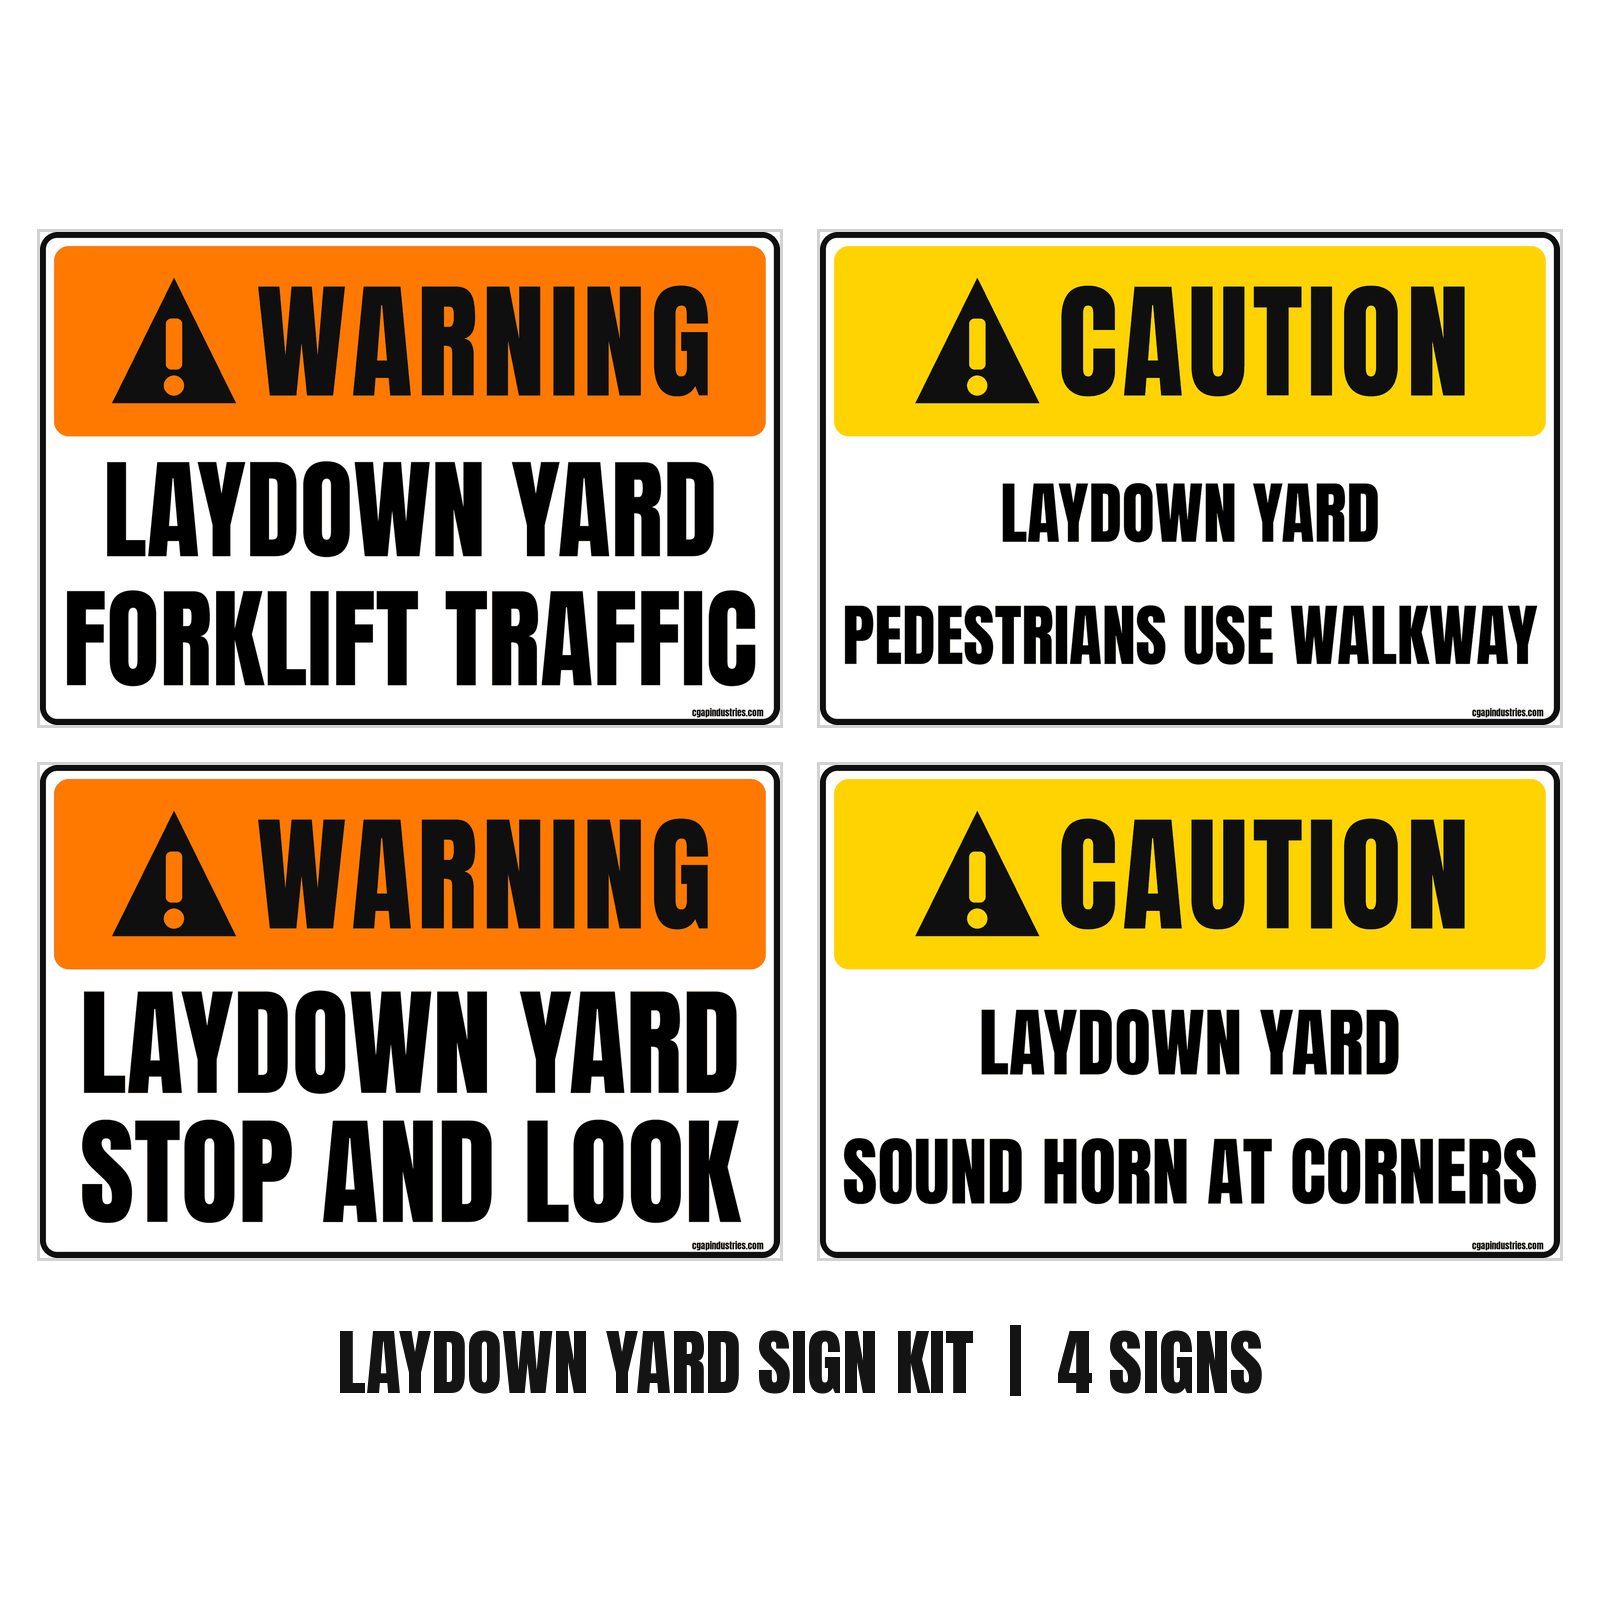 WARNING
LAYDOWN YARD
FORKLIFT TRAFFIC
cgapindustries.com
CAUTION
LAYDOWN YARD
PEDESTRIANS USE WALKWAY
cgapindustries.com
WARNING
LAYDOWN YARD
STOP AND LOOK
cgapindustries.com
CAUTION
LAYDOWN YARD
SOUND HORN AT CORNERS
cgapindustries.com
LAYDOWN YARD SIGN KIT | 4 SIGNS